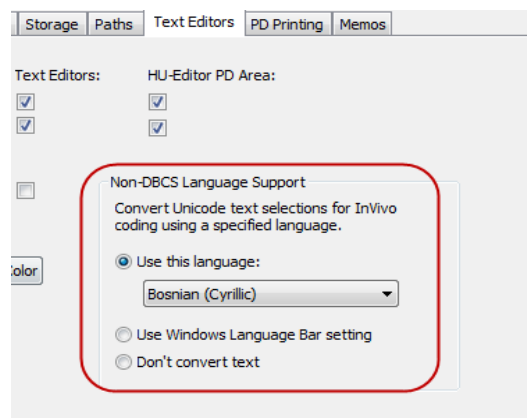 Storage Paths Text Editors PD Printing Memos
Text Editors: HU-Editor PD Area:
Non-DBCS Language Support
Convert Unicode text selections for InVivo
coding using a specified language.
Use this language:
Bosnian (Cyrillic)
Use Windows Language Bar setting
Don't convert text